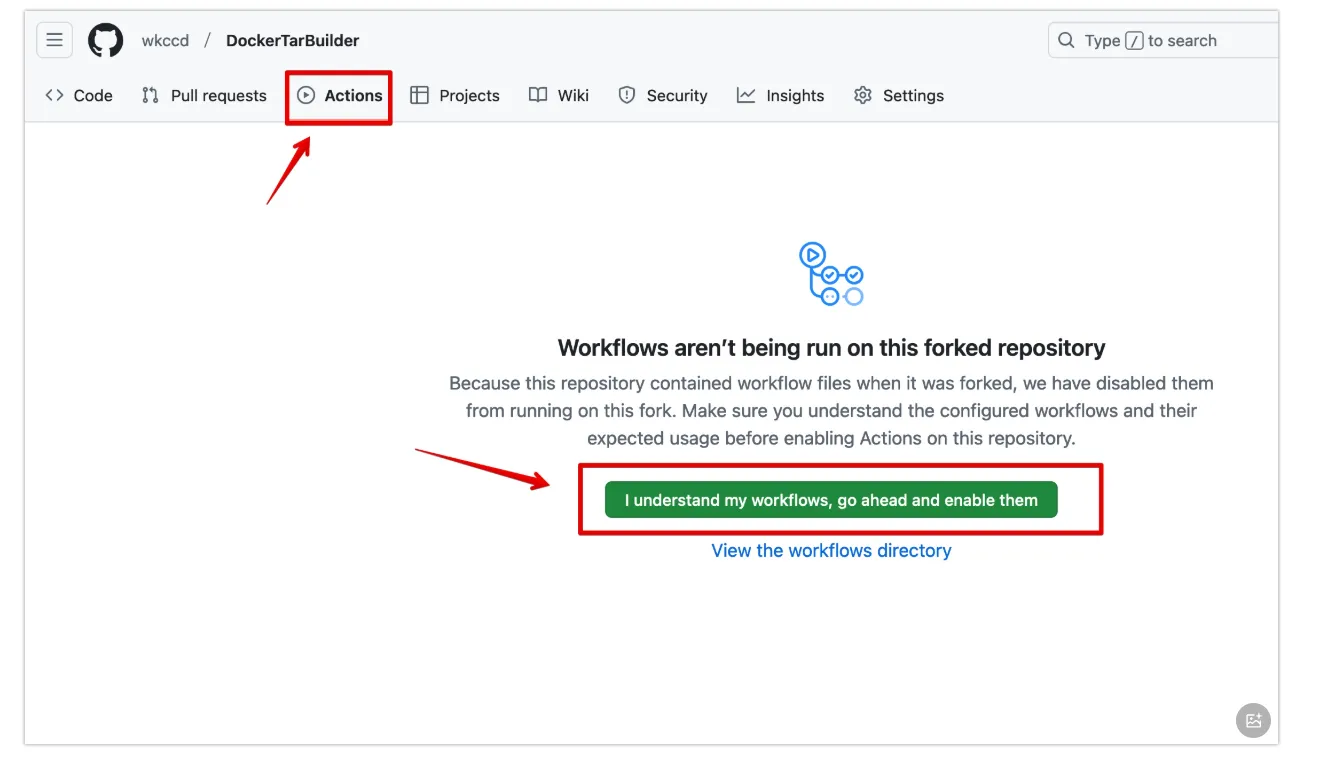 wkccd / DockerTarBuilder
Type / to search
Code Pull requests Actions Projects Wiki Security Insights Settings
Workflows aren’t being run on this forked repository
Because this repository contained workflow files when it was forked, we have disabled them
from running on this fork. Make sure you understand the configured workflows and their
expected usage before enabling Actions on this repository.
I understand my workflows, go ahead and enable them
View the workflows directory